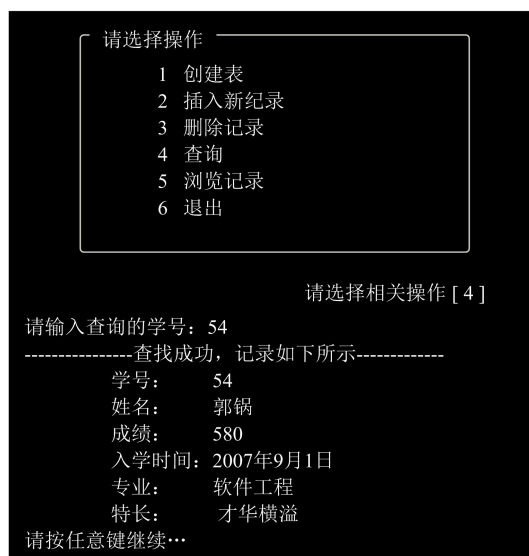 请选择操作
1 创建表
2 插入新纪录
3 删除记录
4 查询
5 浏览记录
6 退出
请选择相关操作 [ 4 ]
请输入查询的学号：54
----------------查找成功，记录如下所示-------------
学号： 54
姓名： 郭锅
成绩： 580
入学时间：2007年9月1日
专业： 软件工程
特长： 才华横溢
请按任意键继续…